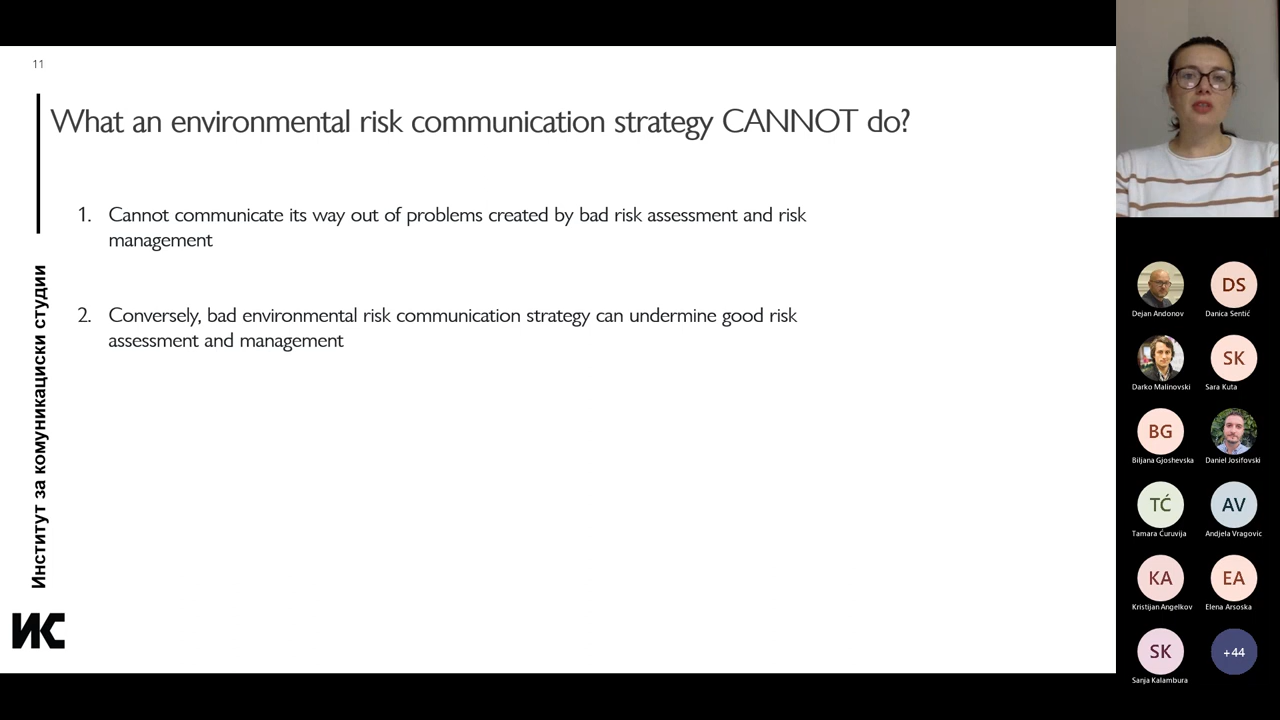 11
What an environmental risk communication strategy CANNOT do?
1. Cannot communicate its way out of problems created by bad risk assessment and risk
management
2. Conversely, bad environmental risk communication strategy can undermine good risk
assessment and management
Институт за комуникациски студии
ИС
Dejan Andonov
DS
Danica Sentić
Darko Malinovski
SK
Sara Kuta
BG
Biljana Gjoshevska
Daniel Josifovski
TĆ
Tamara Ćuruvija
AV
Andjela Vragovic
KA
Kristijan Angelkov
EA
Elena Arsoska
SK
Sanja Kalambura
+44